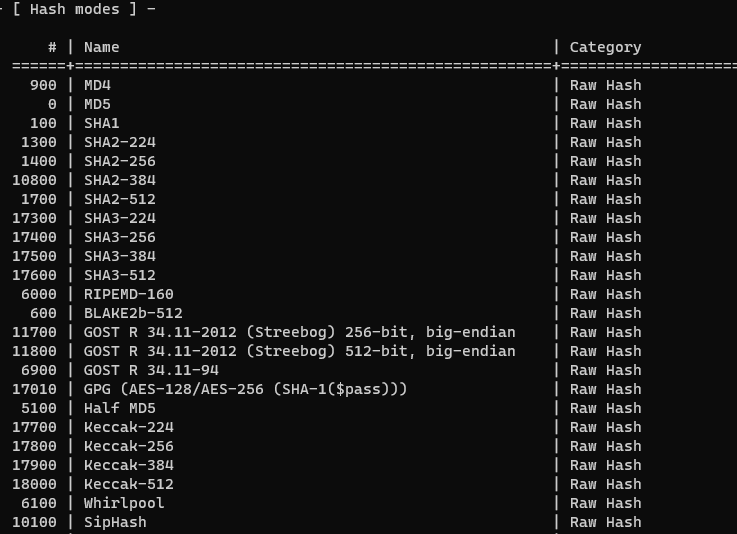 - [ Hash modes ] -
# | Name | Category
======+=====================================================+======================
900 | MD4 | Raw Hash
0 | MD5 | Raw Hash
100 | SHA1 | Raw Hash
1300 | SHA2-224 | Raw Hash
1400 | SHA2-256 | Raw Hash
10800 | SHA2-384 | Raw Hash
1700 | SHA2-512 | Raw Hash
17300 | SHA3-224 | Raw Hash
17400 | SHA3-256 | Raw Hash
17500 | SHA3-384 | Raw Hash
17600 | SHA3-512 | Raw Hash
6000 | RIPEMD-160 | Raw Hash
600 | BLAKE2b-512 | Raw Hash
11700 | GOST R 34.11-2012 (Streebog) 256-bit, big-endian | Raw Hash
11800 | GOST R 34.11-2012 (Streebog) 512-bit, big-endian | Raw Hash
6900 | GOST R 34.11-94 | Raw Hash
17010 | GPG (AES-128/AES-256 (SHA-1($pass))) | Raw Hash
5100 | Half MD5 | Raw Hash
17700 | Keccak-224 | Raw Hash
17800 | Keccak-256 | Raw Hash
17900 | Keccak-384 | Raw Hash
18000 | Keccak-512 | Raw Hash
6100 | Whirlpool | Raw Hash
10100 | SipHash | Raw Hash